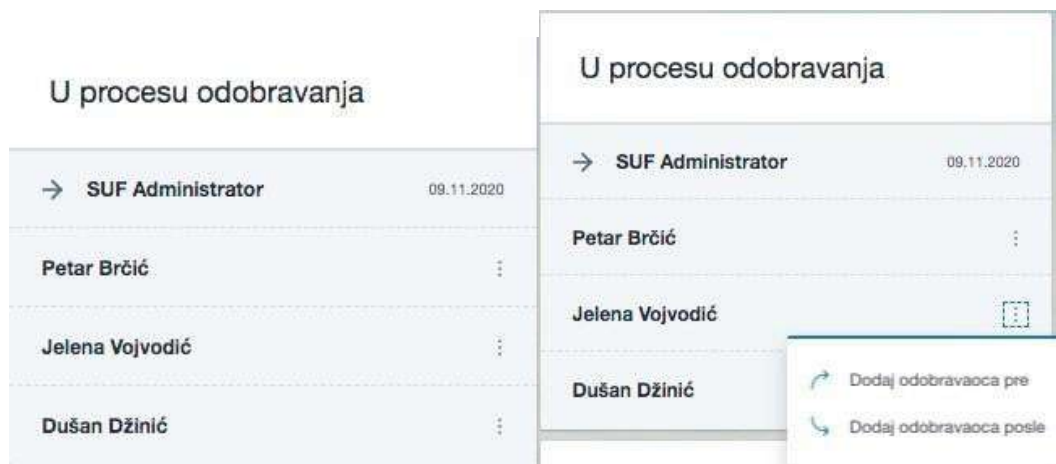 U procesu odobravanja
SUF Administrator 09.11.2020
Petar Brčić
Jelena Vojvodić
Dušan Džinić
U procesu odobravanja
SUF Administrator 09.11.2020
Petar Brčić
Jelena Vojvodić
Dušan Džinić
Dodaj odobravaoca pre
Dodaj odobravaoca posle